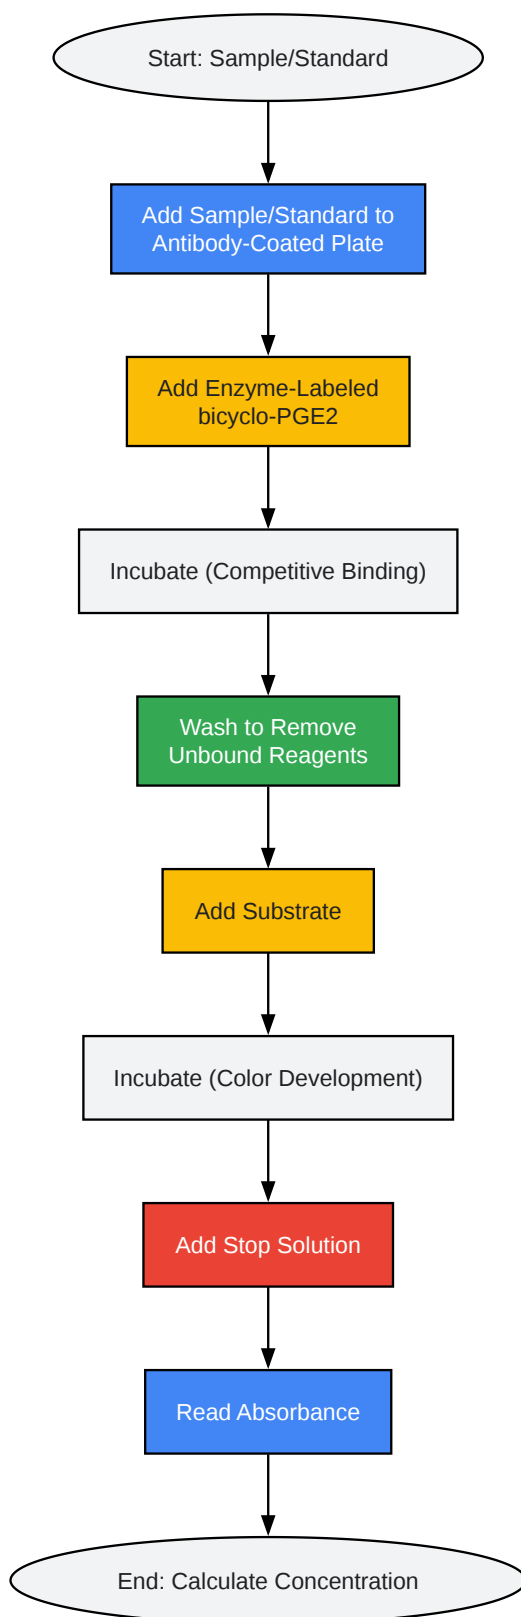 Start: Sample/Standard
Add Sample/Standard to
Antibody-Coated Plate
Add Enzyme-Labeled
bicyclo-PGE2
Incubate (Competitive Binding)
Wash to Remove
Unbound Reagents
Add Substrate
Incubate (Color Development)
Add Stop Solution
Read Absorbance
End: Calculate Concentration